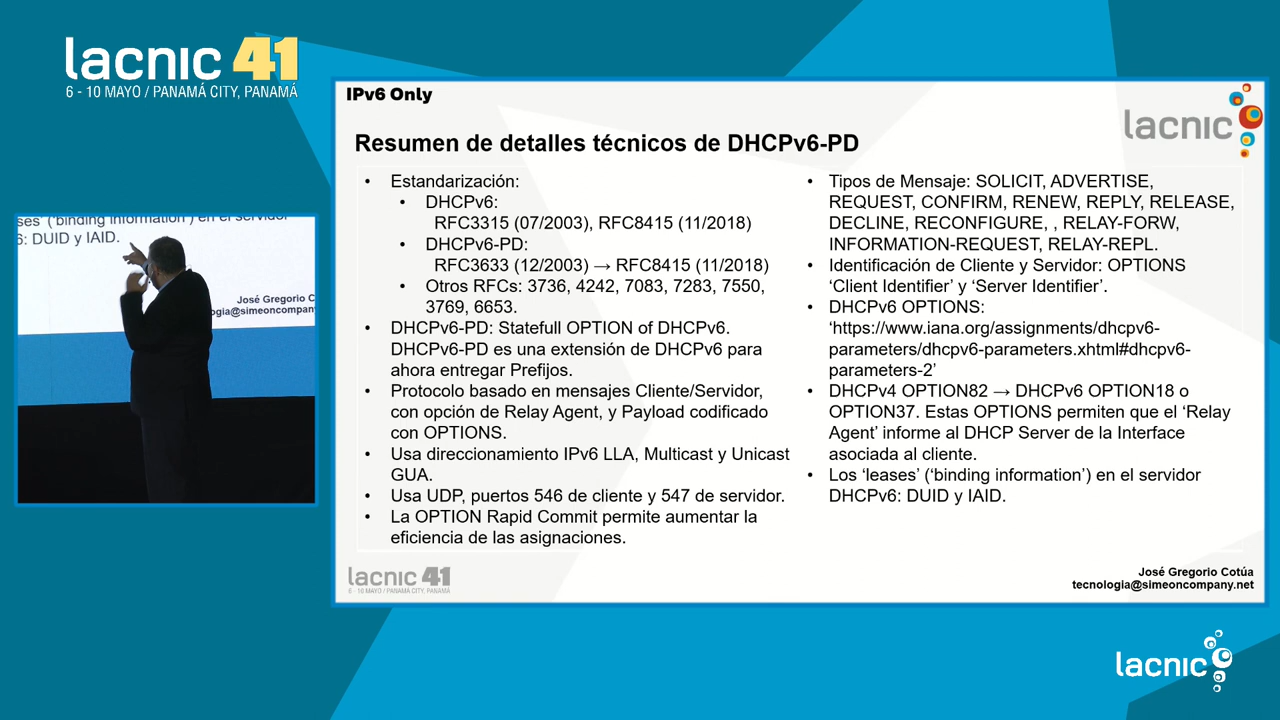 lacnic 41
6 - 10 MAYO / PANAMÁ CITY, PANAMÁ
IPv6 Only
lacnic
Resumen de detalles técnicos de DHCPv6-PD
• Estandarización:
• DHCPv6:
RFC3315 (07/2003), RFC8415 (11/2018)
• DHCPv6-PD:
RFC3633 (12/2003) → RFC8415 (11/2018)
• Otros RFCs: 3736, 4242, 7083, 7283, 7550,
3769, 6653.
• DHCPv6-PD: Statefull OPTION of DHCPv6.
DHCPv6-PD es una extensión de DHCPv6 para
ahora entregar Prefijos.
• Protocolo basado en mensajes Cliente/Servidor,
con opción de Relay Agent, y Payload codificado
con OPTIONS.
• Usa direccionamiento IPv6 LLA, Multicast y Unicast
GUA.
• Usa UDP, puertos 546 de cliente y 547 de servidor.
• La OPTION Rapid Commit permite aumentar la
eficiencia de las asignaciones.
• Tipos de Mensaje: SOLICIT, ADVERTISE,
REQUEST, CONFIRM, RENEW, REPLY, RELEASE,
DECLINE, RECONFIGURE, , RELAY-FORW,
INFORMATION-REQUEST, RELAY-REPL.
• Identificación de Cliente y Servidor: OPTIONS
‘Client Identifier’ y ‘Server Identifier’.
• DHCPv6 OPTIONS:
‘https://www.iana.org/assignments/dhcpv6-
parameters/dhcpv6-parameters.xhtml#dhcpv6-
parameters-2’
• DHCPv4 OPTION82 → DHCPv6 OPTION18 o
OPTION37. Estas OPTIONS permiten que el ‘Relay
Agent’ informe al DHCP Server de la Interface
asociada al cliente.
• Los ‘leases’ (‘binding information’) en el servidor
DHCPv6: DUID y IAID.
lacnic 41
6 - 10 MAYO / PANAMÁ CITY, PANAMÁ
José Gregorio Cotúa
tecnologia@simeoncompany.net
ses’ (‘binding information’) en el servidor
6: DUID y IAID.
José Gregorio C
ogia@simeoncompany
lacnic